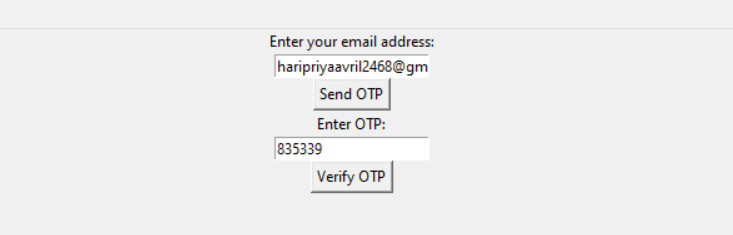 Enter your email address:
haripriyaavril2468@gm
Send OTP
Enter OTP:
835339
Verify OTP